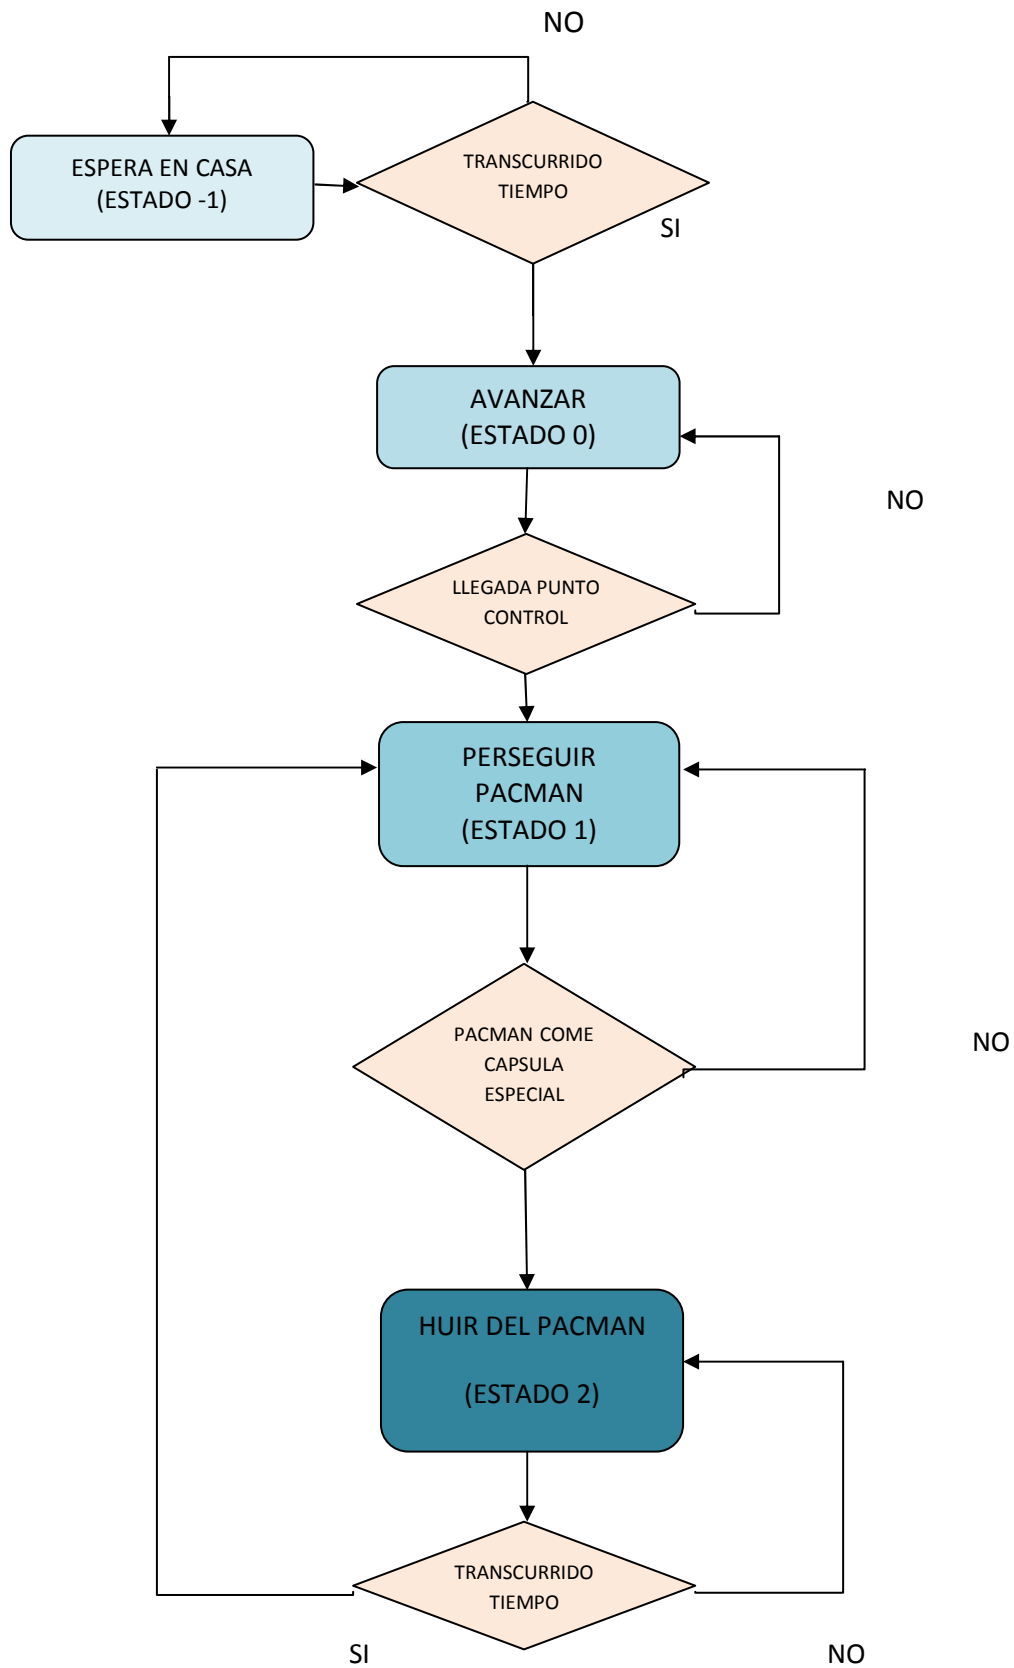 NO
ESPERA EN CASA
(ESTADO -1)
TRANSCURRIDO
TIEMPO
SI
AVANZAR
(ESTADO 0)
NO
LLEGADA PUNTO
CONTROL
PERSEGUIR
PACMAN
(ESTADO 1)
PACMAN COME
CAPSULA
ESPECIAL
NO
HUIR DEL PACMAN
(ESTADO 2)
TRANSCURRIDO
TIEMPO
SI
NO